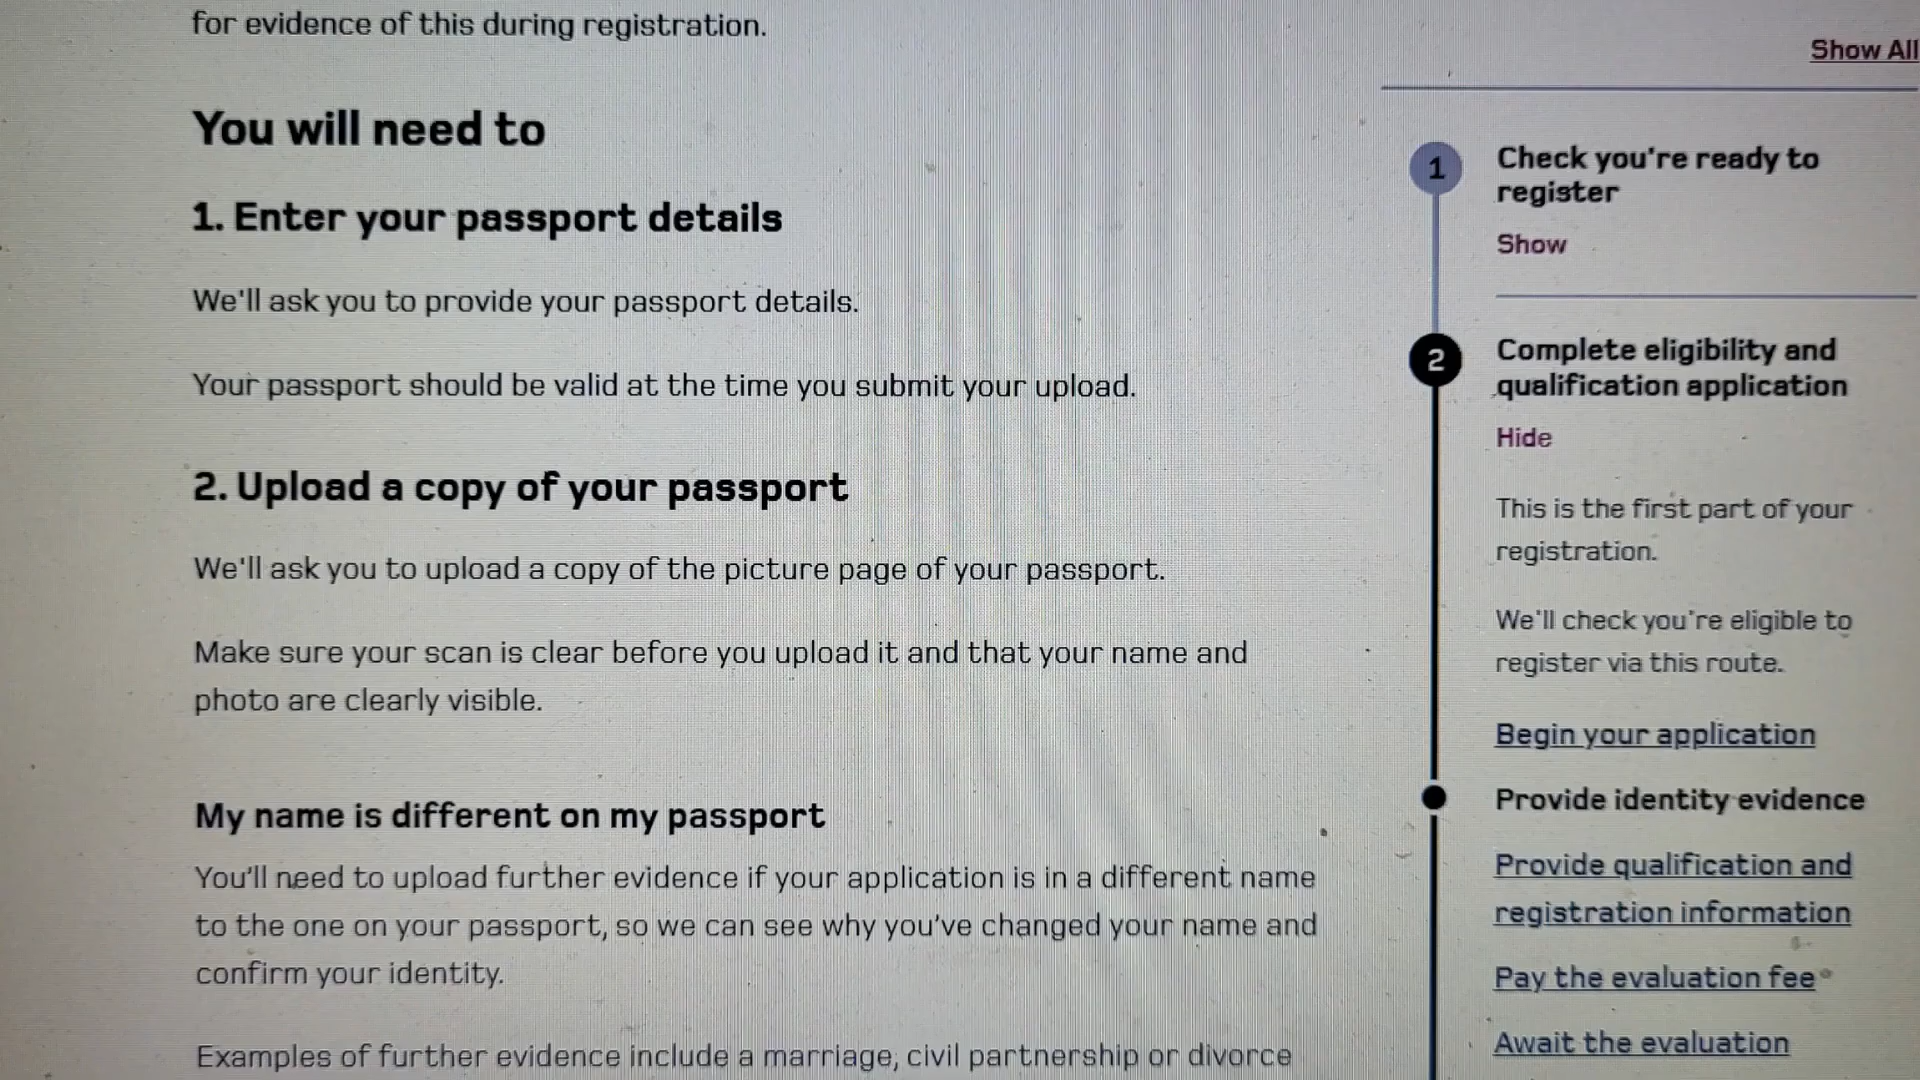 for evidence of this during registration.
You will need to
1. Enter your passport details
We'll ask you to provide your passport details.
Your passport should be valid at the time you submit your upload.
2. Upload a copy of your passport
We'll ask you to upload a copy of the picture page of your passport.
Make sure your scan is clear before you upload it and that your name and
photo are clearly visible.
My name is different on my passport
You'll need to upload further evidence if your application is in a different name
to the one on your passport, so we can see why you've changed your name and
confirm your identity.
Examples of further evidence include a marriage, civil partnership or divorce
Show All
1
Check you're ready to
register
Show
2
Complete eligibility and
qualification application
Hide
This is the first part of your
registration.
We'll check you're eligible to
register via this route.
Begin your application
Provide identity evidence
Provide qualification and
registration information
Pay the evaluation fee
Await the evaluation